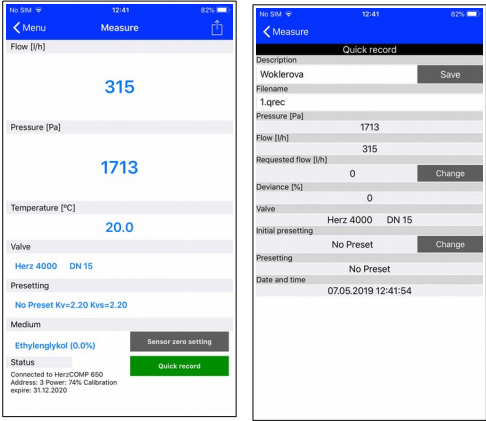 No SIM 12:41 82%
Menu Measure
Flow [l/h]
315
Pressure [Pa]
1713
Temperature [°C]
20.0
Valve
Herz 4000 DN 15
Presetting
No Preset Kv=2.20 Kvs=2.20
Medium
Ethylenglykol (0.0%)
Sensor zero setting
Status
Connected to HerzCOMP 650
Address: 3 Power: 74% Calibration
expire: 31.12.2020
Quick record
No SIM 12:41 82%
Measure
Quick record
Description
Woklerova Save
Filename
1.qrec
Pressure [Pa]
1713
Flow [l/h]
315
Requested flow [l/h]
0 Change
Deviance [%]
0
Valve
Herz 4000 DN 15
Initial presetting
No Preset Change
Presetting
No Preset
Date and time
07.05.2019 12:41:54